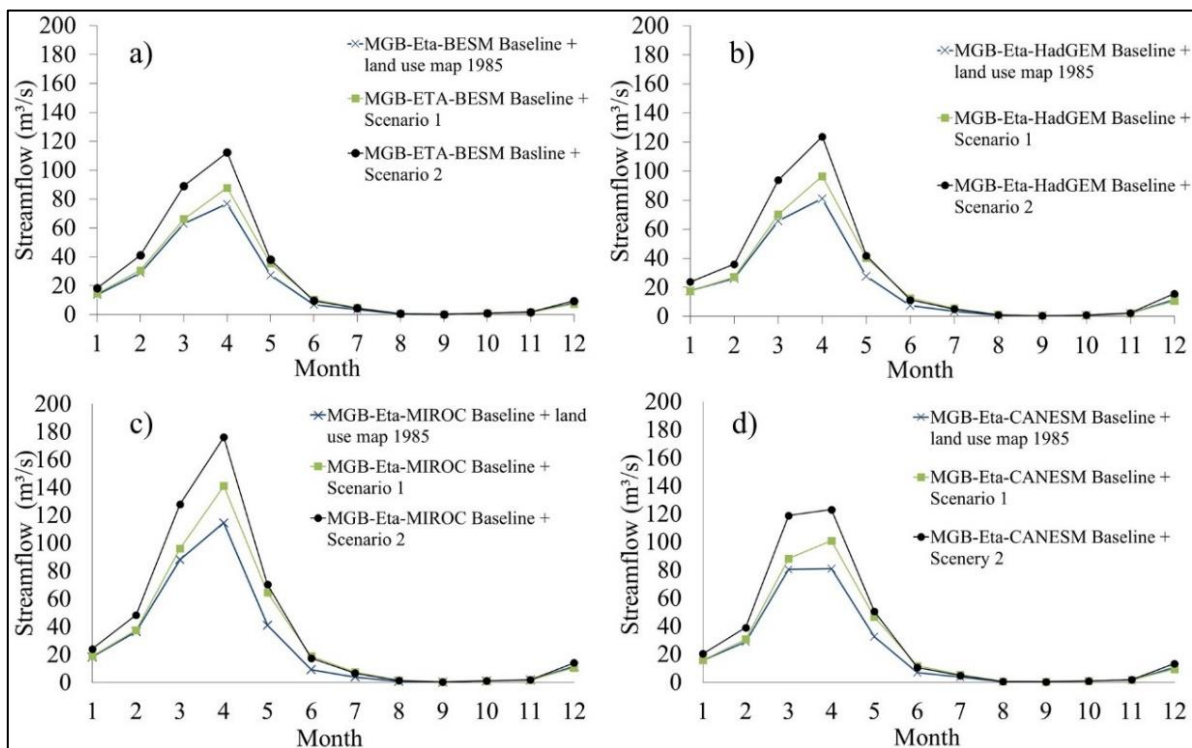 a)
MGB-Eta-BESM Baseline +
land use map 1985
MGB-ETA-BESM Baseline +
Scenario 1
MGB-ETA-BESM Basline +
Scenario 2
Streamflow (m³/s)
200
180
160
140
120
100
80
60
40
20
0
1 2 3 4 5 6 7 8 9 10 11 12
Month
b)
MGB-Eta-HadGEM Baseline +
land use map 1985
MGB-Eta-HadGEM Baseline +
Scenario 1
MGB-Eta-HadGEM Baseline +
Scenario 2
Streamflow (m³/s)
200
180
160
140
120
100
80
60
40
20
0
1 2 3 4 5 6 7 8 9 10 11 12
Month
c)
MGB-Eta-MIROC Baseline + land
use map 1985
MGB-Eta-MIROC Baseline +
Scenario 1
MGB-Eta-MIROC Baseline +
Scenario 2
Streamflow (m³/s)
200
180
160
140
120
100
80
60
40
20
0
1 2 3 4 5 6 7 8 9 10 11 12
Month
d)
MGB-Eta-CANESM Baseline +
land use map 1985
MGB-Eta-CANESM Baseline +
Scenario 1
MGB-Eta-CANESM Baseline +
Scenery 2
Streamflow (m³/s)
200
180
160
140
120
100
80
60
40
20
0
1 2 3 4 5 6 7 8 9 10 11 12
Month